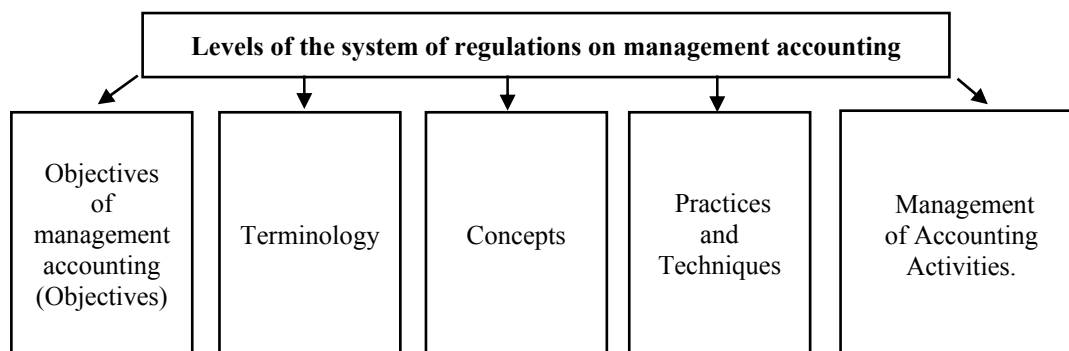 Levels of the system of regulations on management accounting
Objectives
of
management
accounting
(Objectives)
Terminology
Concepts
Practices
and
Techniques
Management
of Accounting
Activities.